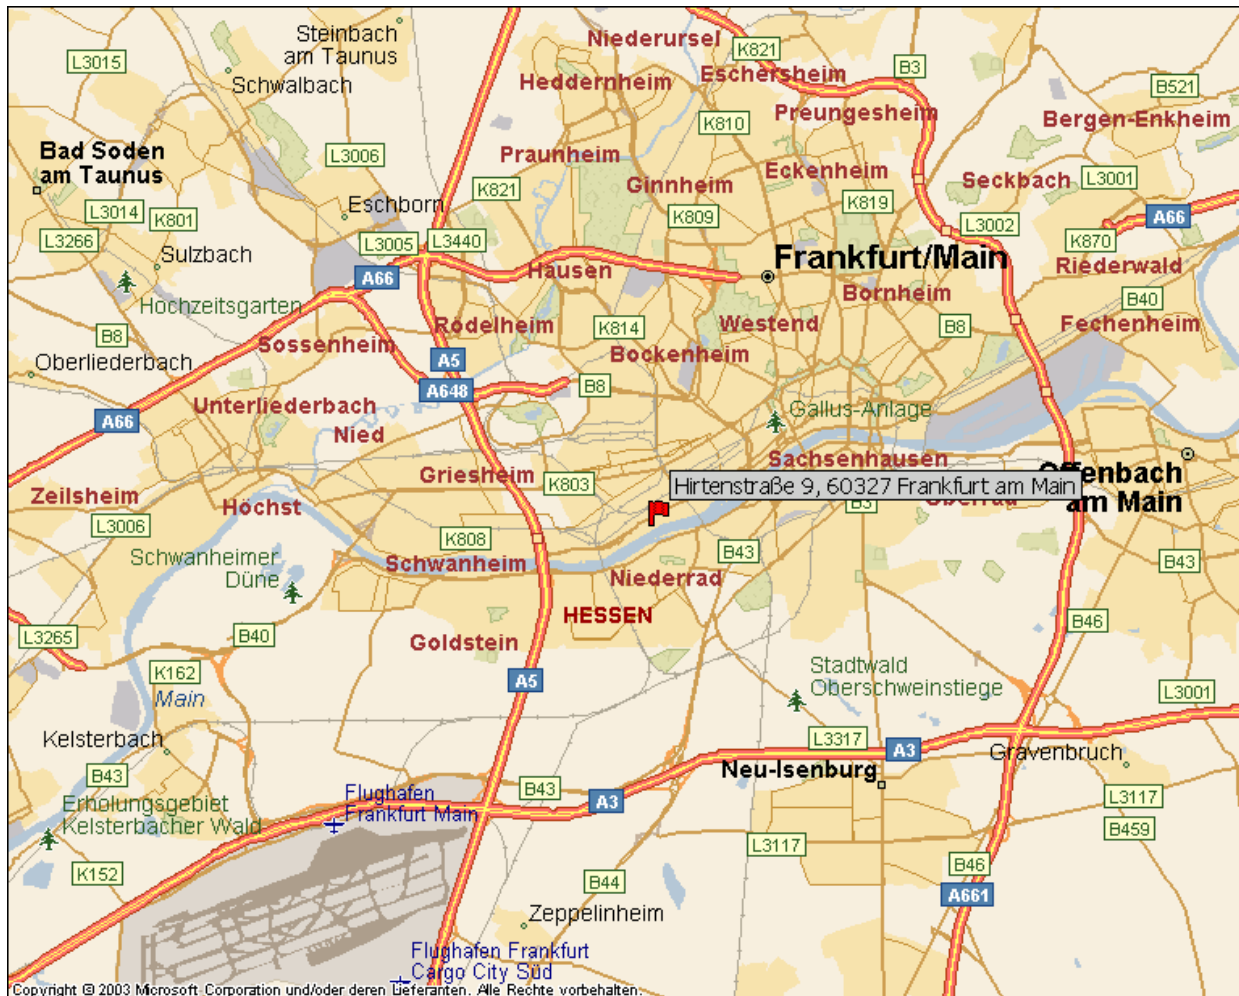 Steinbach
am Taunus
Niederursel
K821
B3
L3015
Schwalbach
Heddernheim
Eschersheim
B521
Preungesheim
K810
Bergen-Enkheim
Bad Soden
am Taunus
L3006
Praunheim
Ginnheim
Eckenheim
Seckbach
L3001
K821
L3014
K801
Eschborn
K809
K819
L3002
A66
L3266
L3005
L3440
K870
Sulzbach
Frankfurt/Main
Riederwald
A66
Hausen
Bornheim
B40
Hochzeitsgarten
B8
Rödelheim
K814
Westend
B8
Fechenheim
Sossenheim
Oberliederbach
A5
Bockenheim
A648
B8
Unterliederbach
A66
Gallus-Anlage
Nied
Sachsenhausen
Griesheim
K803
Offenbach
am Main
Hirtenstraße 9, 60327 Frankfurt am Main
Zeilsheim
Höchst
B3
Oberrad
L3006
K808
Schwanheimer
Düne
Schwanheim
B43
Niederrad
B43
HESSEN
L3265
B40
Goldstein
B46
K162
Main
A5
Stadtwald
Oberschweinstiege
L3001
Kelsterbach
L3317
A3
Gravenbruch
Neu-Isenburg
B43
Flughafen
Frankfurt Main
B43
A3
L3117
Erholungsgebiet
Kelsterbacher Wald
B459
L3117
K152
B44
B46
A661
Zeppelinheim
Flughafen Frankfurt
Cargo City Süd
Copyright © 2003 Microsoft Corporation und/oder deren Lieferanten. Alle Rechte vorbehalten.